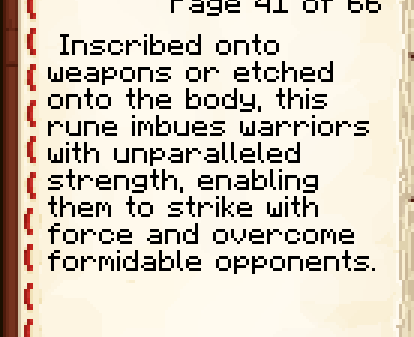 Page 41 of 66
Inscribed onto
weapons or etched
onto the body, this
rune imbues warriors
with unparalleled
strength, enabling
them to strike with
force and overcome
formidable opponents.